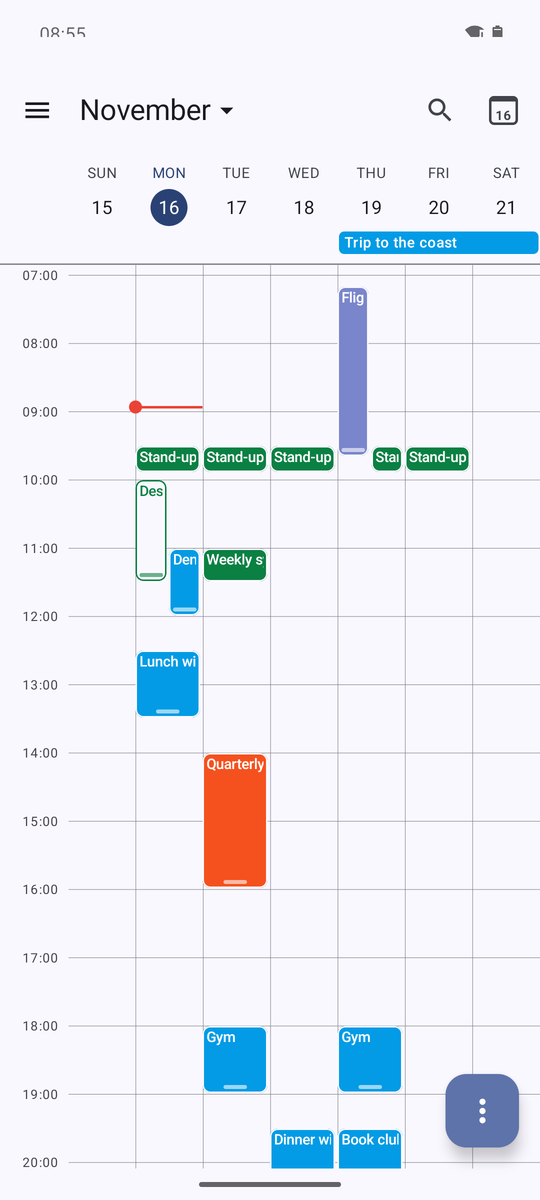 08:55
November
16
SUN MON TUE WED THU FRI SAT
15 16 17 18 19 20 21
Trip to the coast
07:00
Flig
08:00
09:00
Stand-up Stand-up Stand-up Stand-up
10:00
Des
11:00
Den Weekly
12:00
Lunch wi
13:00
14:00
Quarterly
15:00
16:00
17:00
18:00
Gym Gym
19:00
Dinner wi Book
20:00